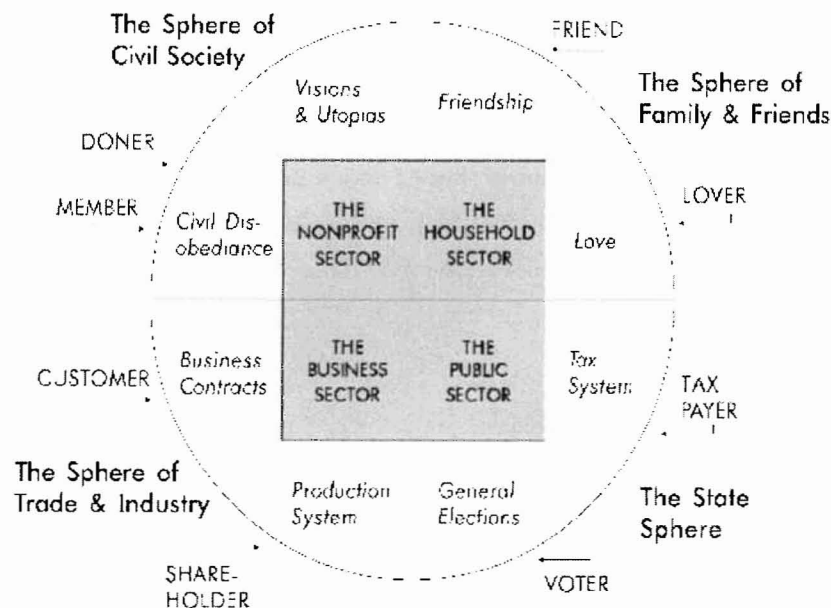 The Sphere of
Civil Society
FRIEND
The Sphere of
Family & Friends
Visions
& Utopias
Friendship
DONER
MEMBER
LOVER
Civil Dis-
obediance
THE
NONPROFIT
SECTOR
THE
HOUSEHOLD
SECTOR
Love
CUSTOMER
Business
Contracts
THE
BUSINESS
SECTOR
THE
PUBLIC
SECTOR
Tax
System
TAX
PAYER
The Sphere of
Trade & Industry
Production
System
General
Elections
The State
Sphere
SHARE-
HOLDER
VOTER